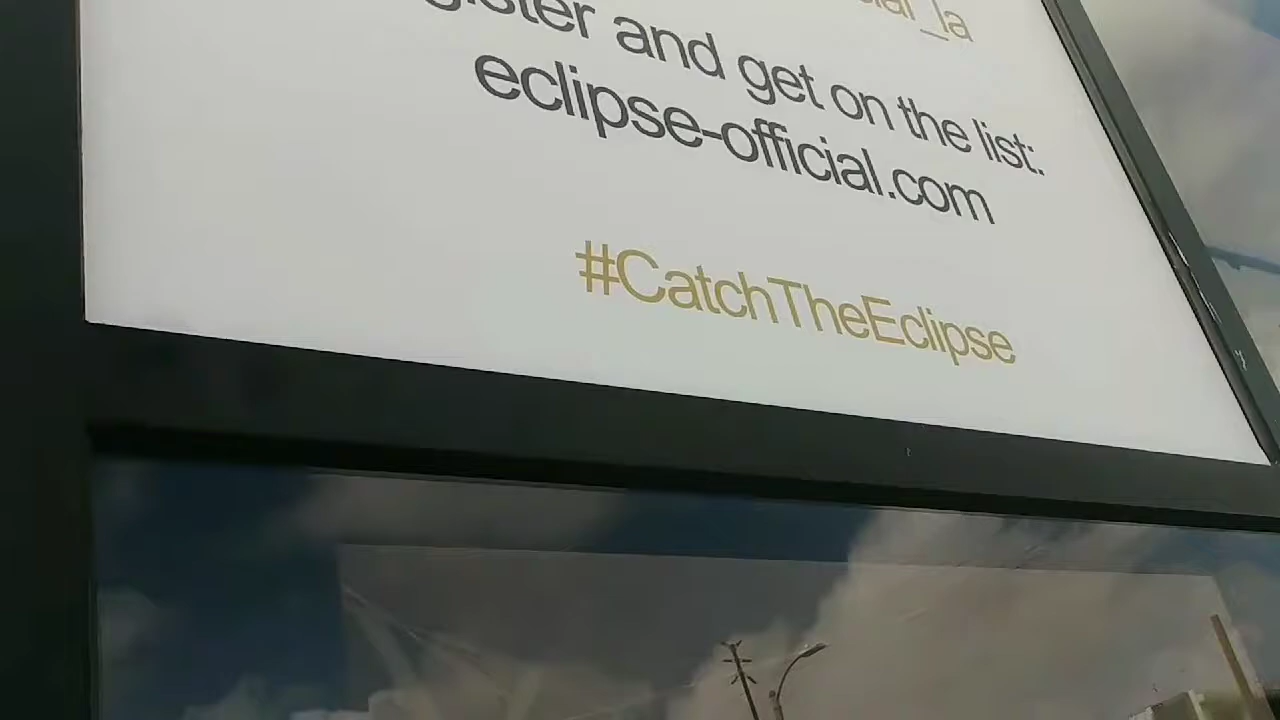 and get on the list:
eclipse-official.com
#CatchTheEclipse